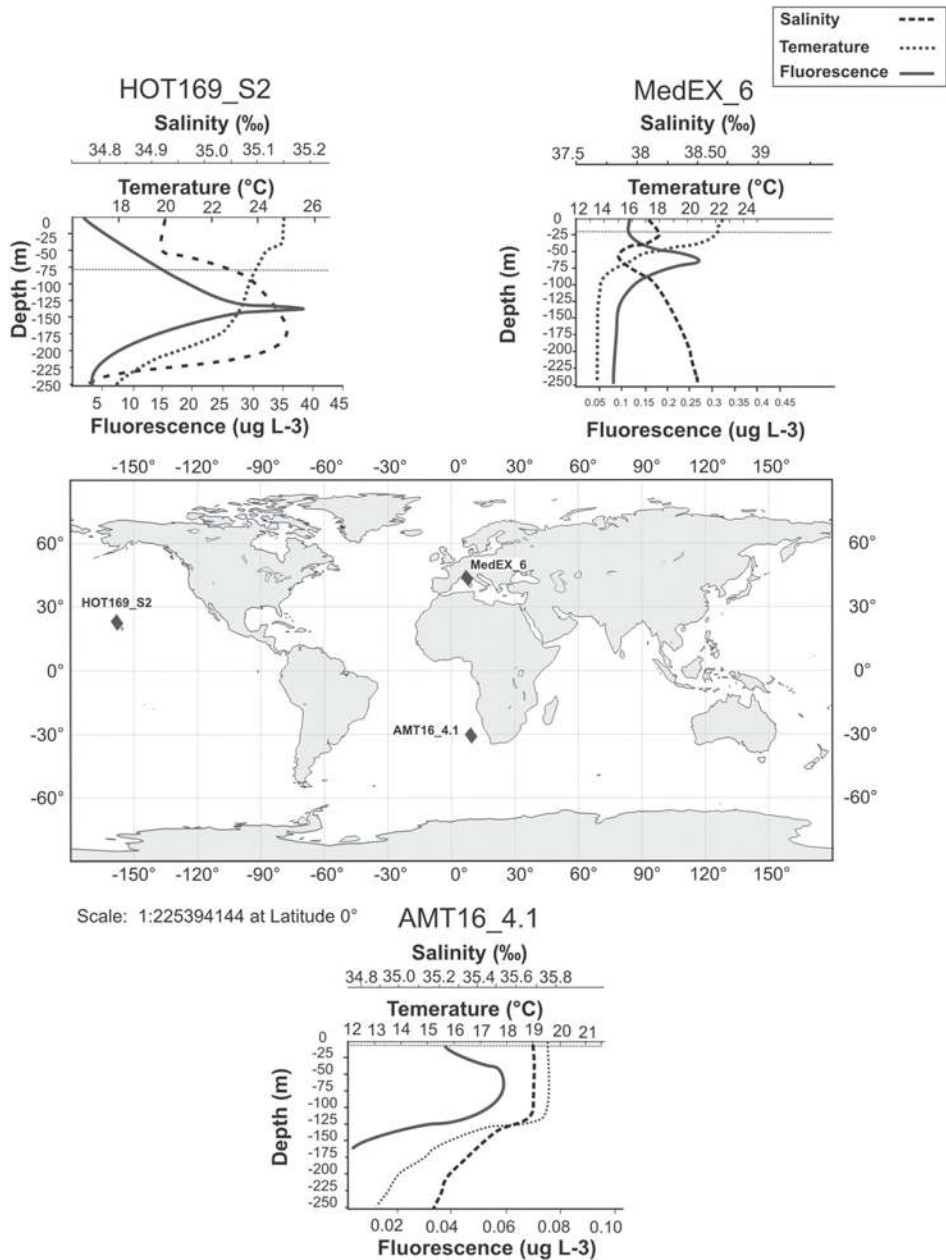 Salinity
Temerature
Fluorescence
HOT169_S2
Salinity (‰)
34.8 34.9 35.0 35.1 35.2
Temerature (°C)
18 20 22 23 24 25 26
Depth (m)
0
-25
-50
-75
-100
-125
-150
-175
-200
-225
-250
5 10 15 20 25 30 35 40 45
Fluorescence (ug L-3)
MedEX_6
Salinity (‰)
37.5 38 38.50 39
Temerature (°C)
12 14 15 16 18 20 21 22 24
Depth (m)
0
-25
-50
-75
-100
-125
-150
-175
-200
-225
-250
0.05 0.1 0.15 0.2 0.25 0.3 0.35 0.4 0.45
Fluorescence (ug L-3)
-150° -120° -90° -60° -30° 0° 30° 60° 90° 120° 150°
60° 60°
MedEX_6
30° 30°
HOT169_S2
0° 0°
AMT16_4.1
-30° -30°
-60° -60°
-150° -120° -90° -60° -30° 0° 30° 60° 90° 120° 150°
Scale: 1:225394144 at Latitude 0°
AMT16_4.1
Salinity (‰)
34.8 35.0 35.2 35.4 35.6 35.8
Temerature (°C)
12 13 14 15 16 17 18 19 20 21
Depth (m)
0
-25
-50
-75
-100
-125
-150
-175
-200
-225
-250
0.02 0.04 0.06 0.08 0.10
Fluorescence (ug L-3)